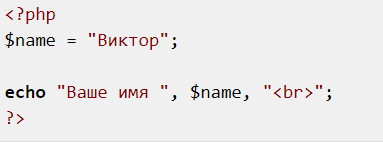 <?php
$name = "Виктор";
echo "Ваше имя ", $name, "<br>";
?>